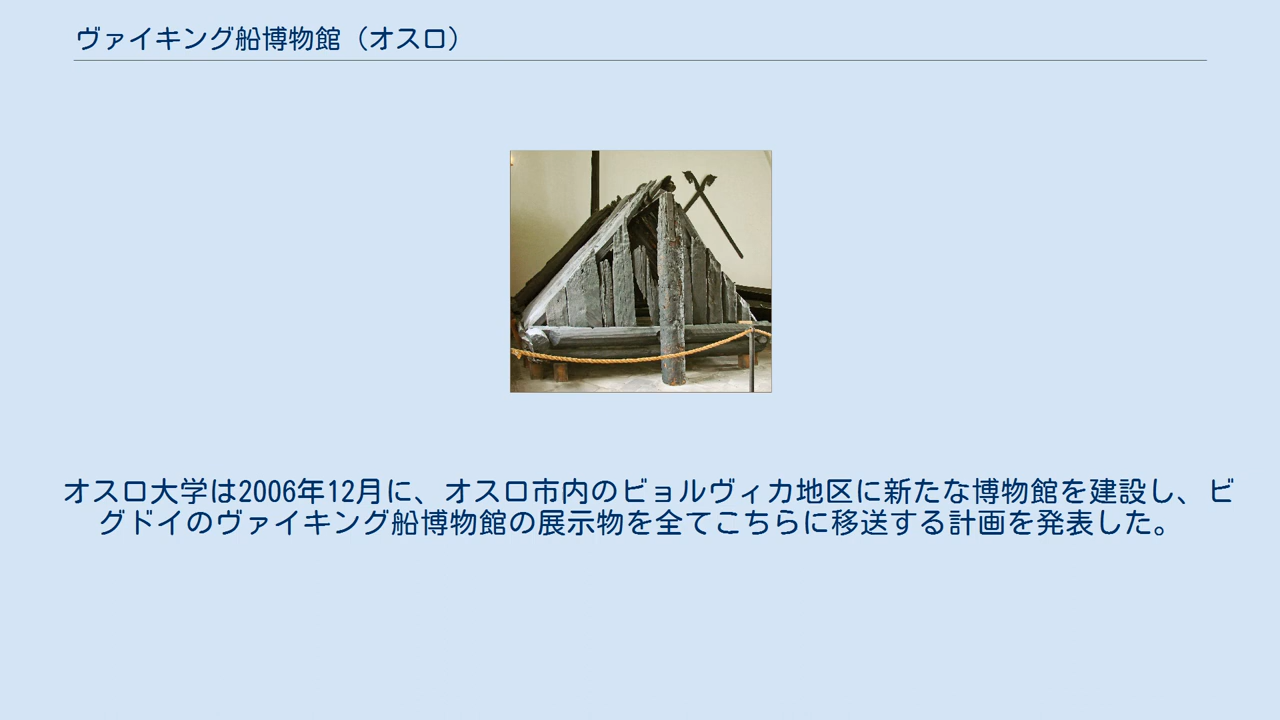 ヴァイキング船博物館（オスロ）
オスロ大学は2006年12月に、オスロ市内のビョルヴィカ地区に新たな博物館を建設し、ビ
グドイのヴァイキング船博物館の展示物を全てこちらに移送する計画を発表した。